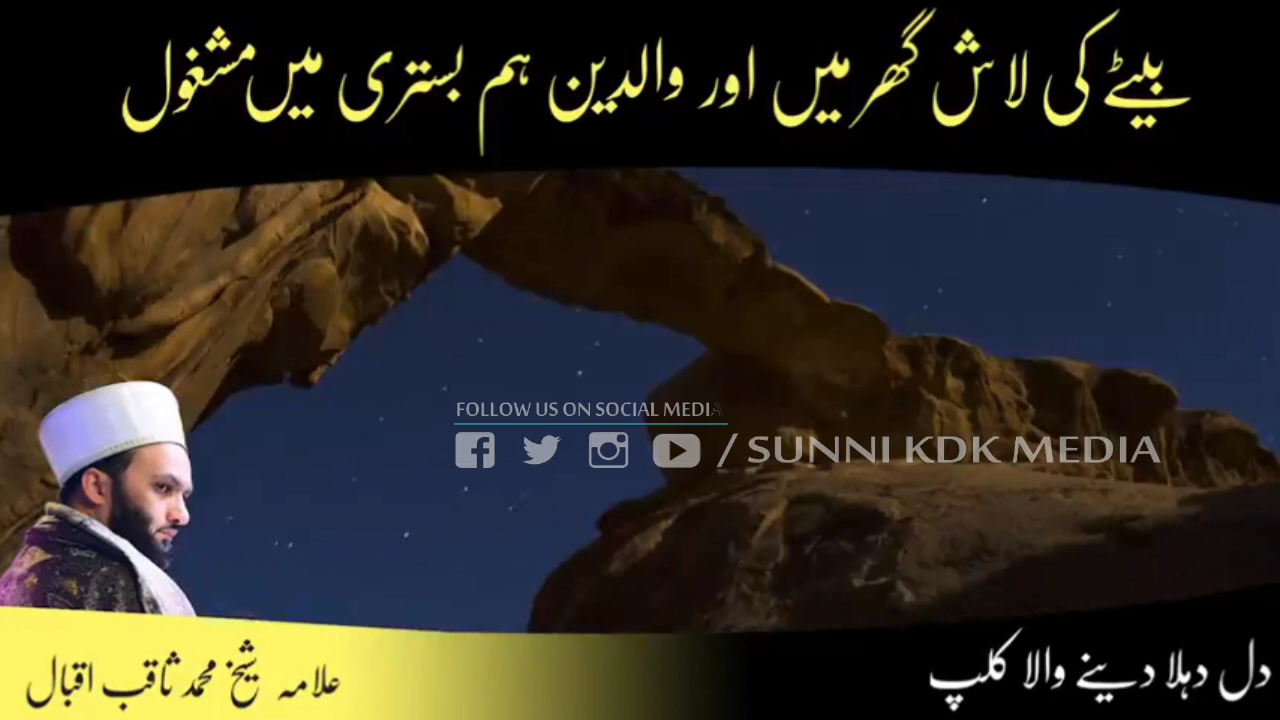 بیٹے کی لاش گھر میں اور والدین ہم بستری میں مشغول
FOLLOW US ON SOCIAL MEDIA
/ SUNNI KDK MEDIA
دل دہلا دینے والا کلپ
علامہ شیخ محمد ثاقب اقبال